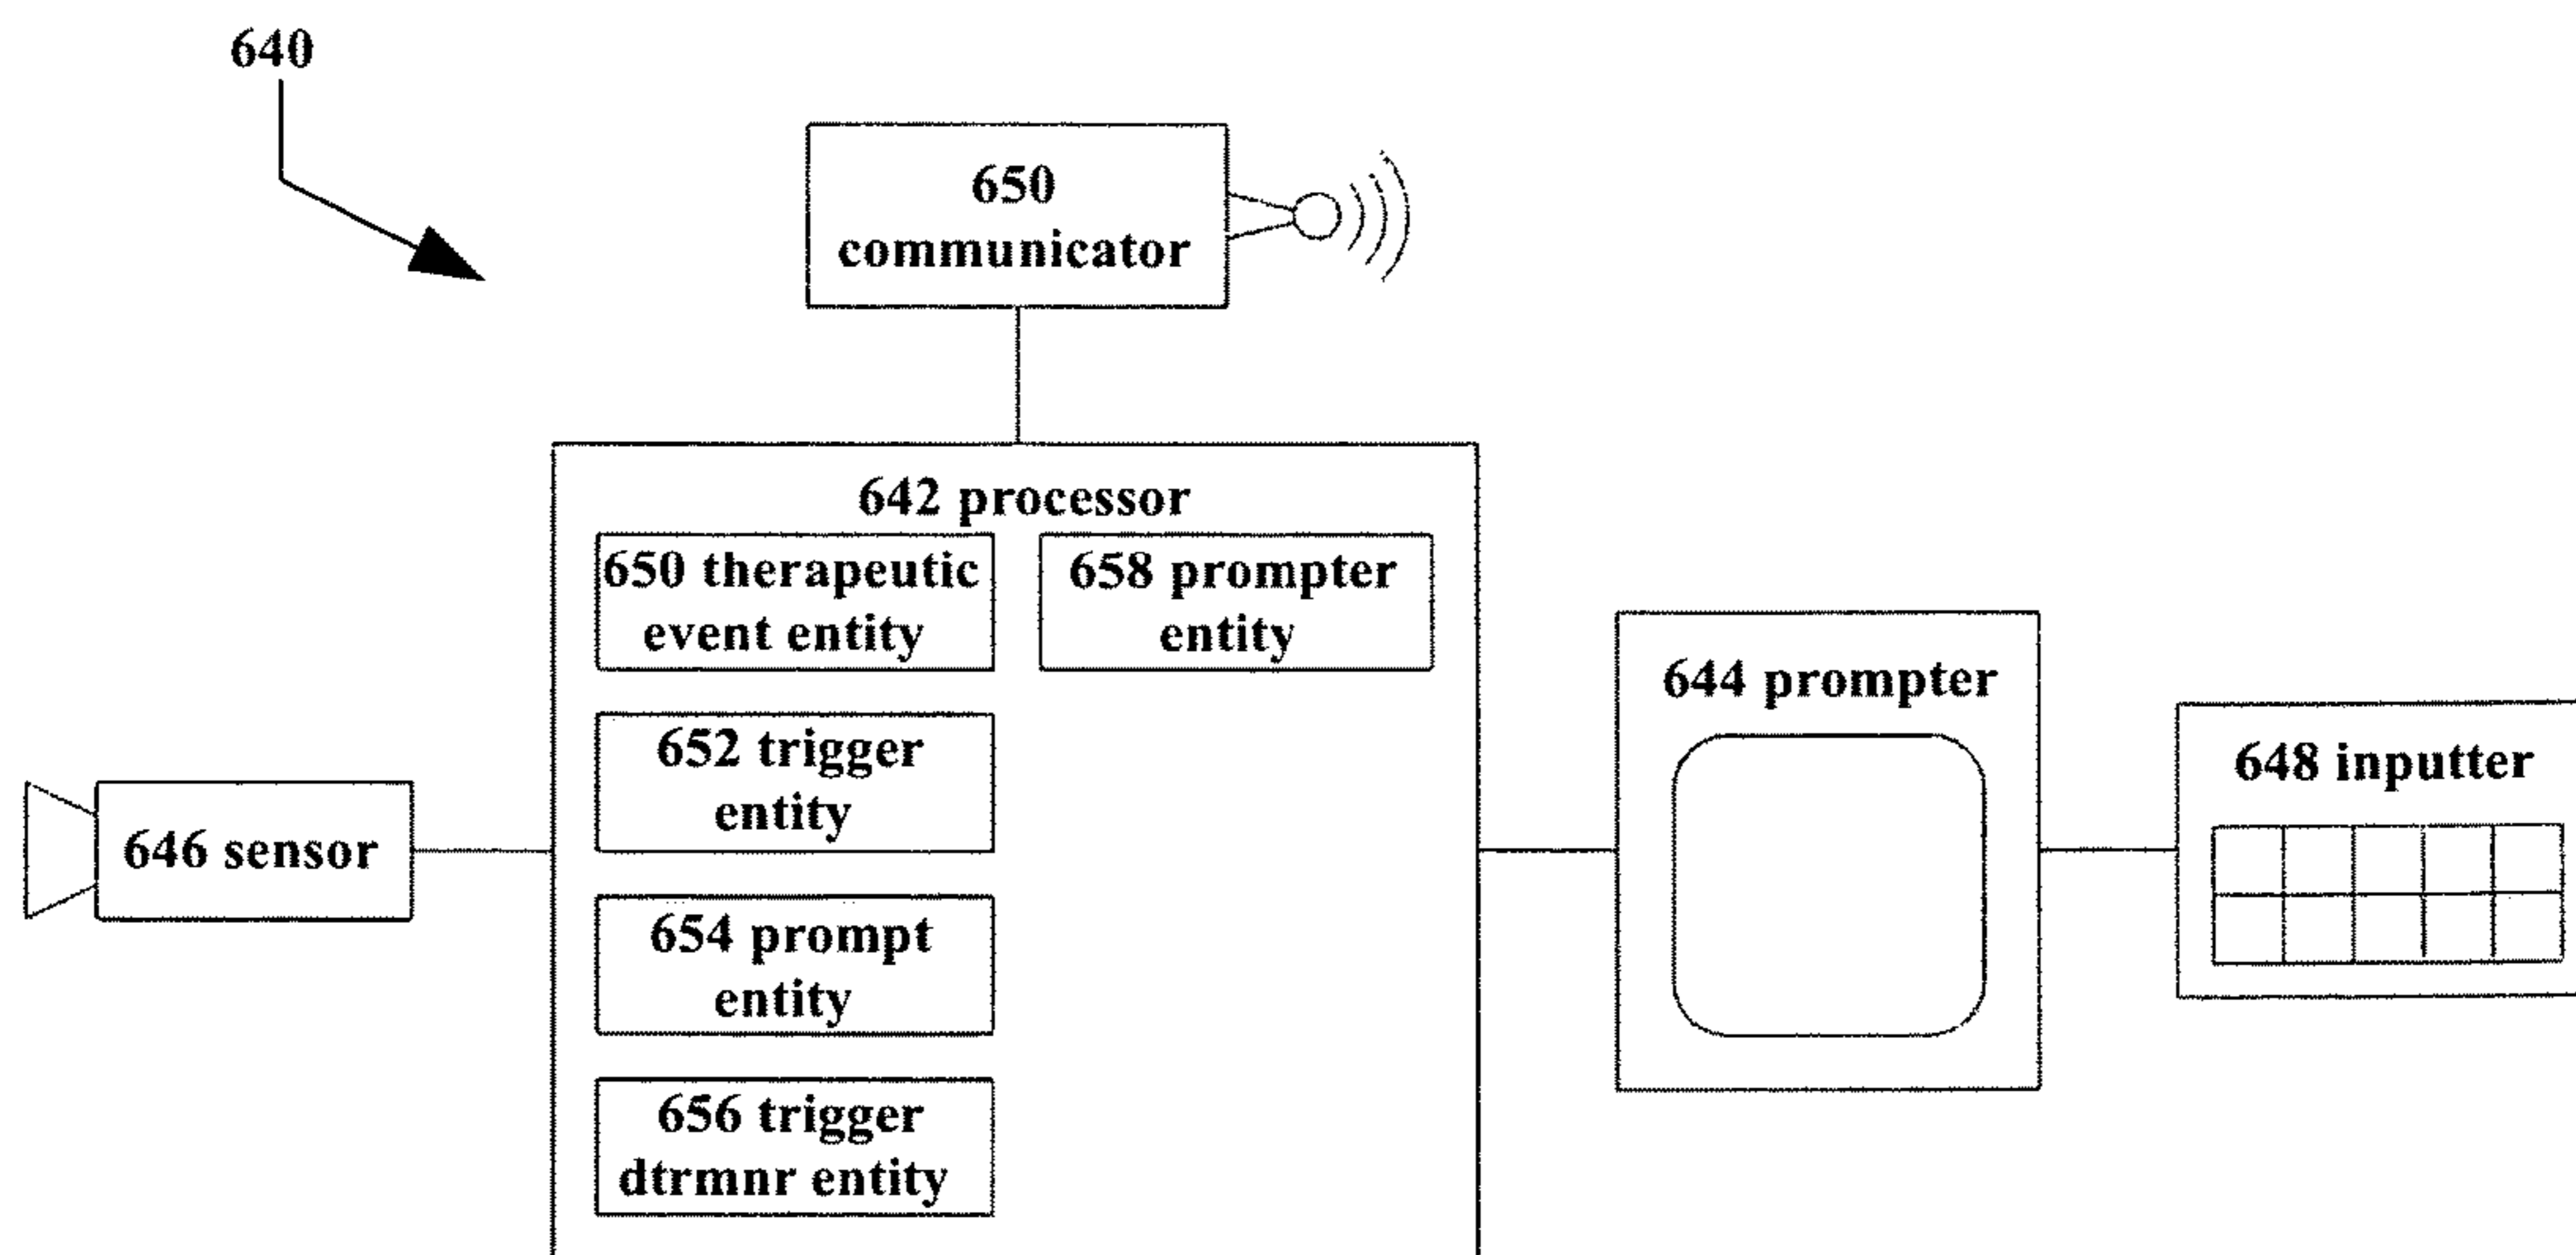 640
650
communicator
642 processor
650 therapeutic
event entity
658 prompter
entity
652 trigger
entity
654 prompt
entity
656 trigger
dtrmnr entity
646 sensor
644 prompter
648 inputter